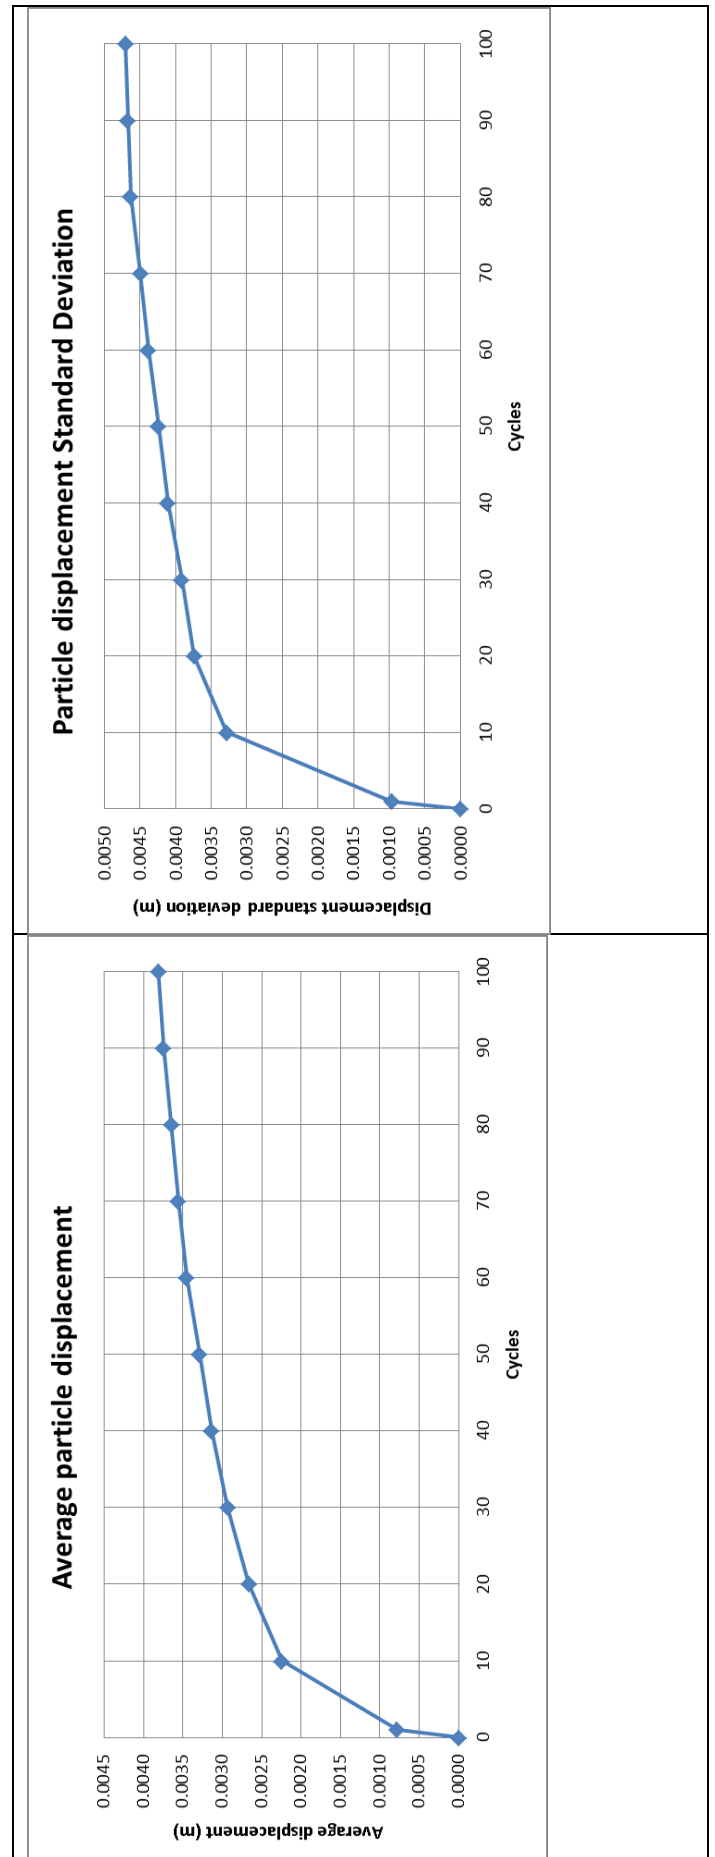 Average particle displacement
Average displacement (m)
0.0045
0.0040
0.0035
0.0030
0.0025
0.0020
0.0015
0.0010
0.0005
0.0000
0 10 20 30 40 50 60 70 80 90 100
Cycles
Particle displacement Standard Deviation
Displacement standard deviation (m)
0.0050
0.0045
0.0040
0.0035
0.0030
0.0025
0.0020
0.0015
0.0010
0.0005
0.0000
0 10 20 30 40 50 60 70 80 90 100
Cycles